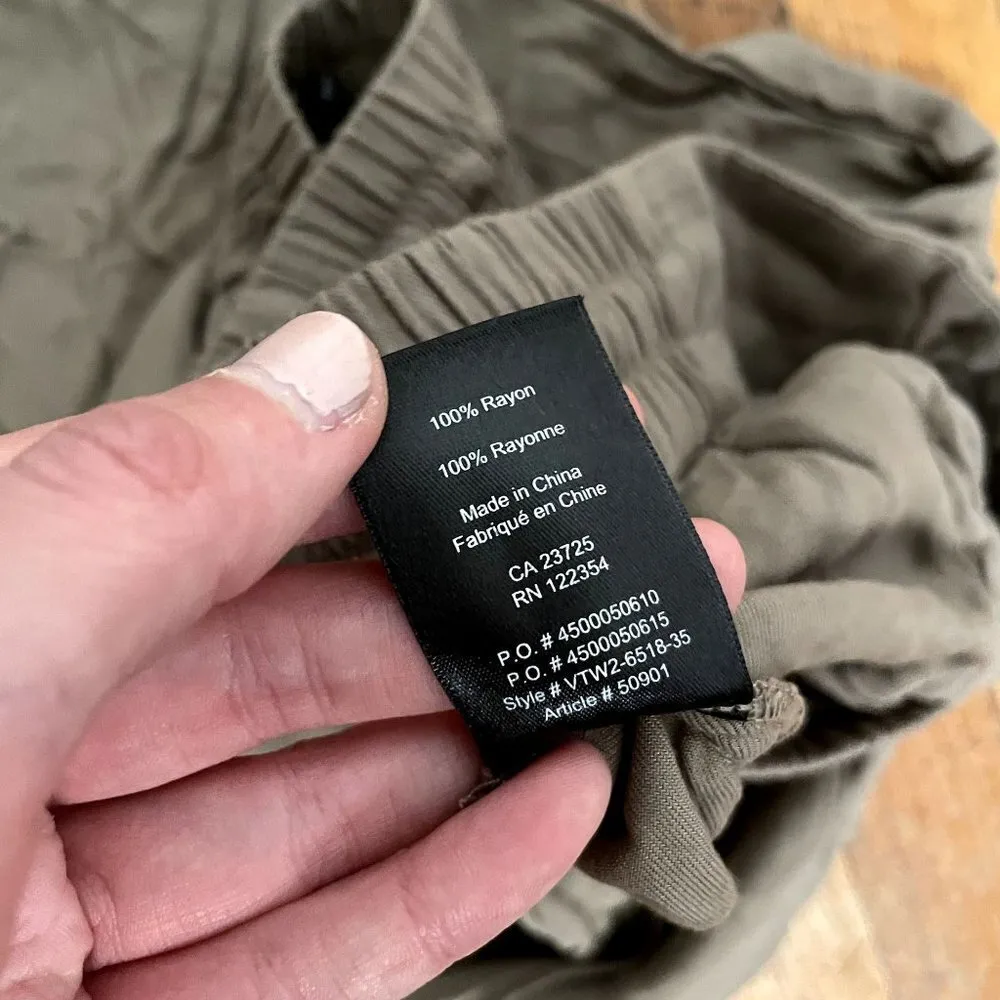 100% Rayon
100% Rayonne
Made in China
Fabriqué en Chine
CA 23725
RN 122354
P.O. # 4500050610
P.O. # 4500050615
Style # VTW2-6518-35
Article # 50901